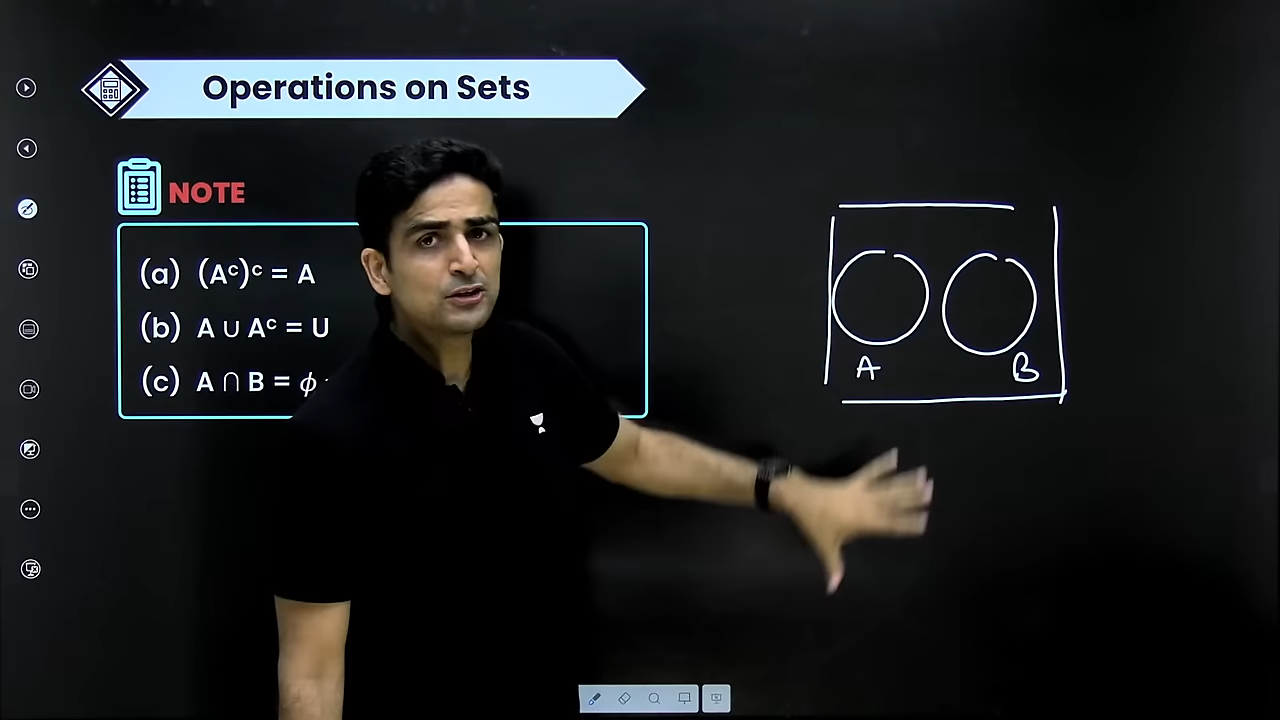 Operations on Sets
NOTE
(a) (Aᶜ)ᶜ = A
(b) A ∪ Aᶜ = U
(c) A ∩ B = ϕ
A
B